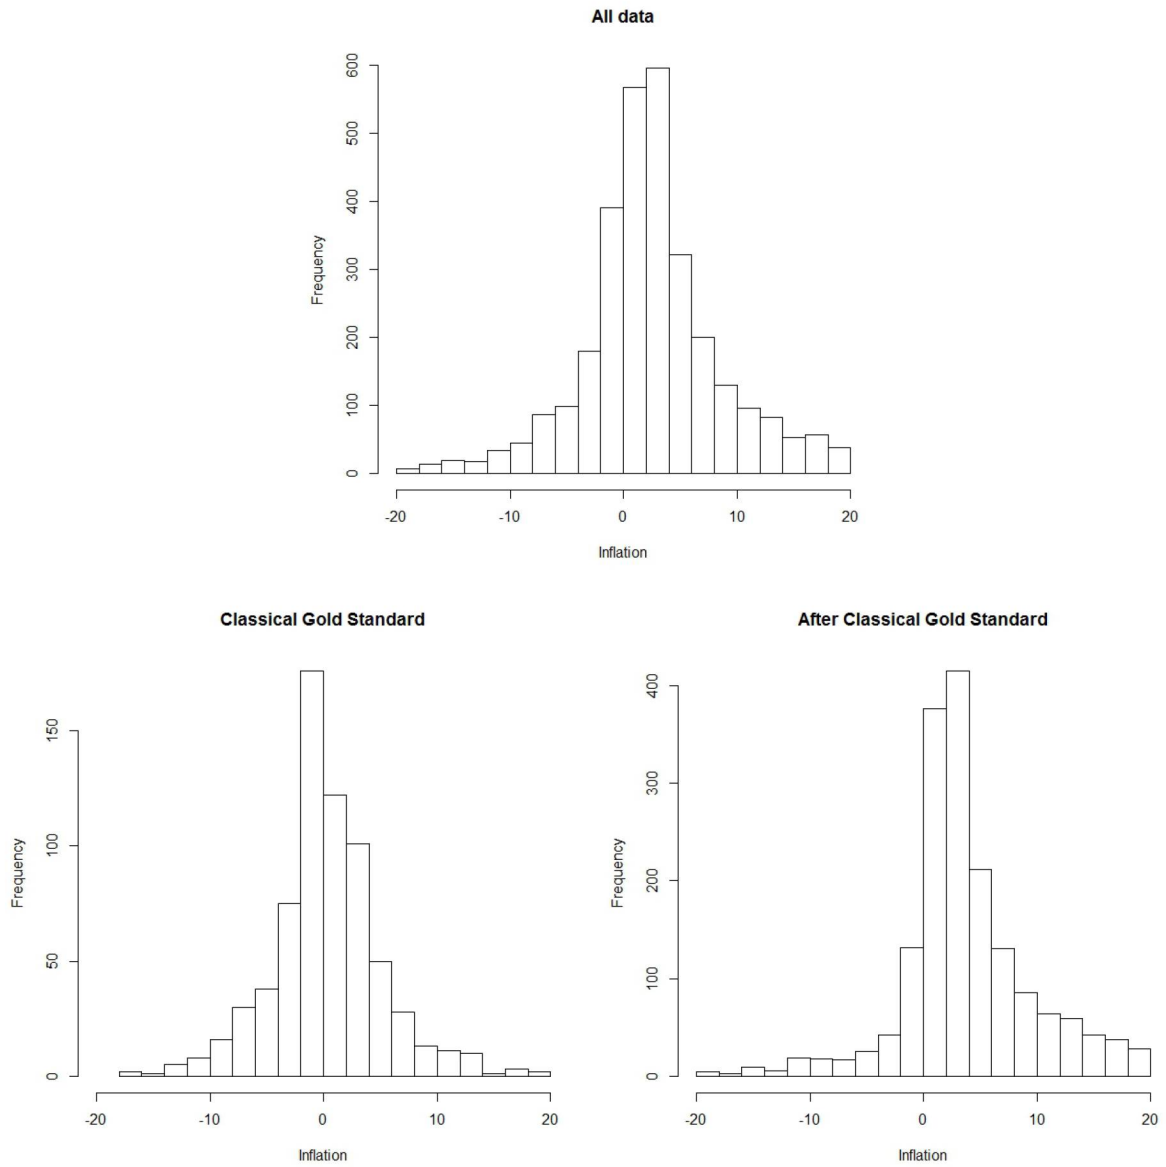 All data
600
500
400
300
200
100
0
Frequency
-20 -10 0 10 20
Inflation
Classical Gold Standard
150
100
50
0
Frequency
-20 -10 0 10 20
Inflation
After Classical Gold Standard
400
300
200
100
0
Frequency
-20 -10 0 10 20
Inflation